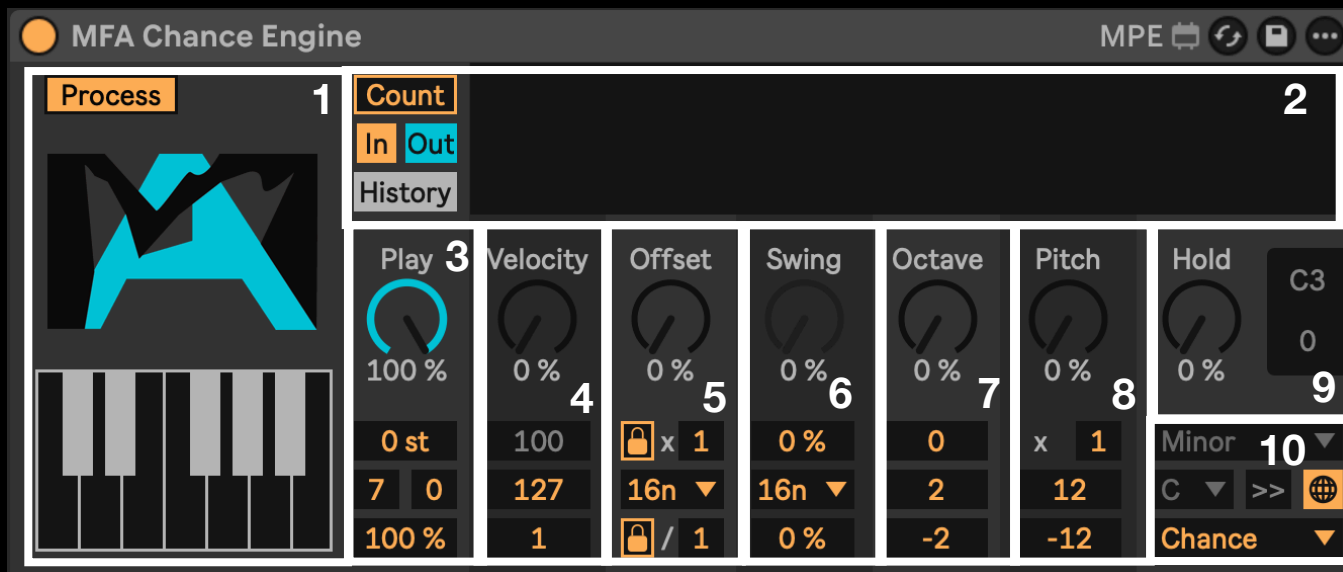 MFA Chance Engine MPE
Process 1 Count 2
In Out
History
Play 3 Velocity Offset Swing Octave Pitch Hold C3
0
100 % 0 % 0 % 0 % 0 % 0 % 0 %
4 5 6 7 8 9
0 st 100 x 1 0 % 0 x 1 Minor 10
7 0 127 16n 16n 2 12 C >>
100 % 1 / 1 0 % -2 -12 Chance